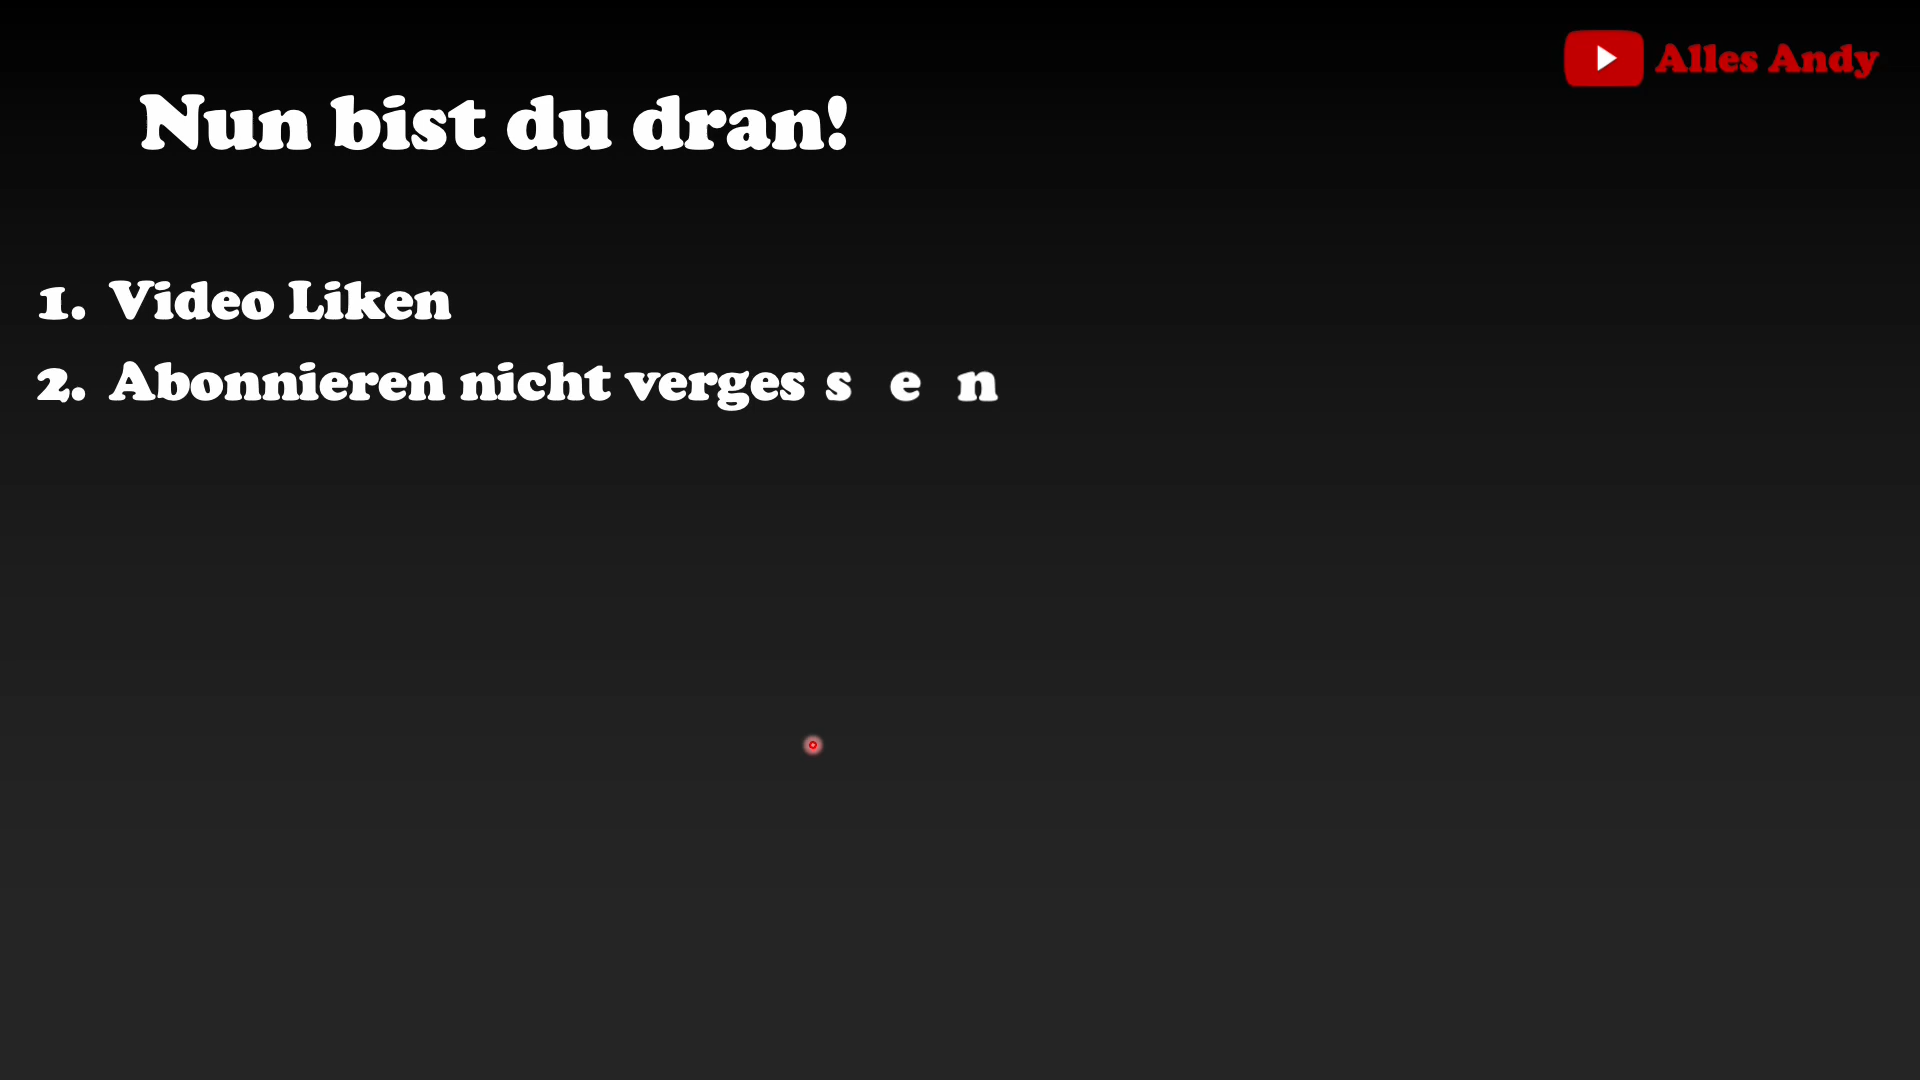 Alles Andy
Nun bist du dran!
1. Video Liken
2. Abonnieren nicht verges s e n